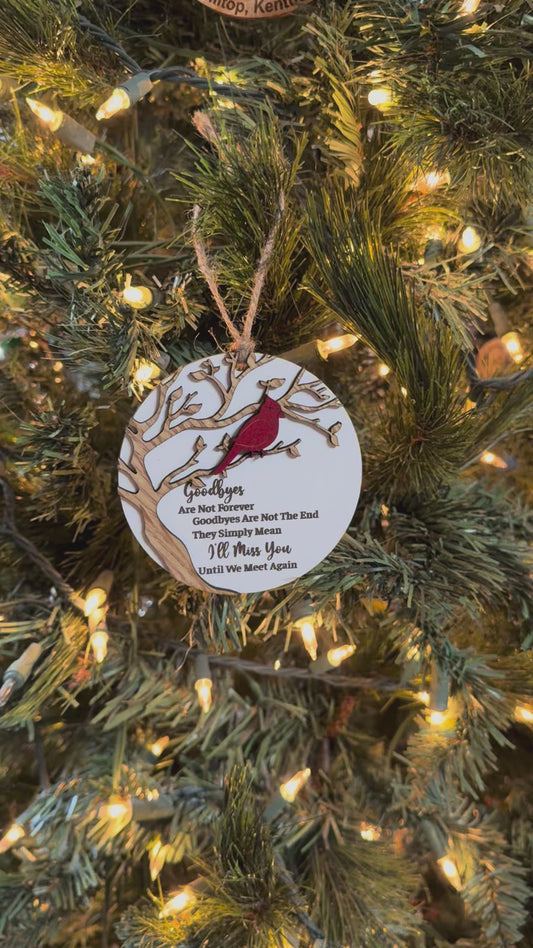 Goodbyes
Are Not Forever
Goodbyes Are Not The End
They Simply Mean
I'll Miss You
Until We Meet Again